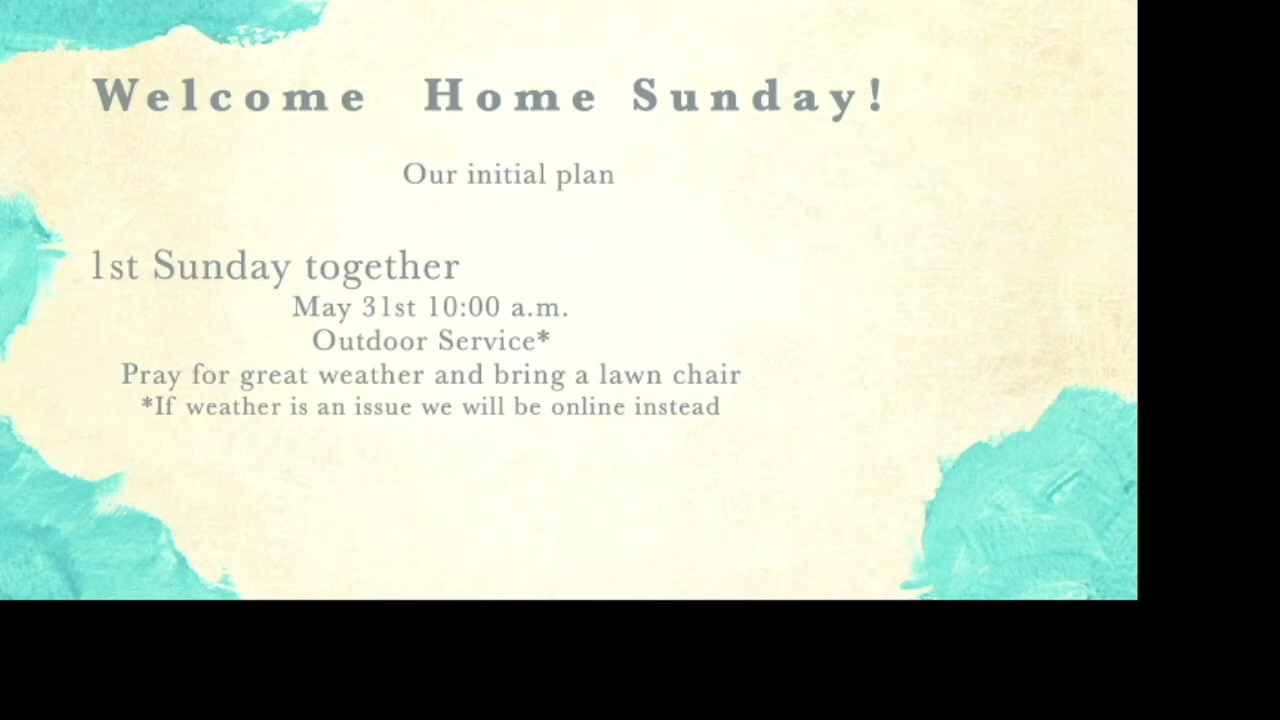 Welcome Home Sunday!
Our initial plan
1st Sunday together
May 31st 10:00 a.m.
Outdoor Service*
Pray for great weather and bring a lawn chair
*If weather is an issue we will be online instead